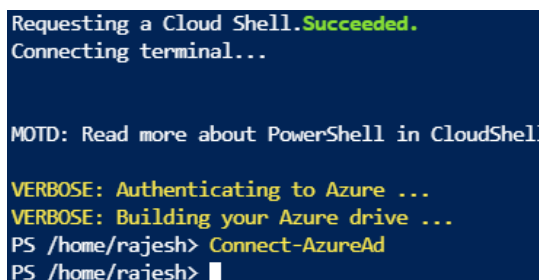 Requesting a Cloud Shell.Succeeded.
Connecting terminal...
MOTD: Read more about PowerShell in CloudShell
VERBOSE: Authenticating to Azure ...
VERBOSE: Building your Azure drive ...
PS /home/rajesh> Connect-AzureAd
PS /home/rajesh>